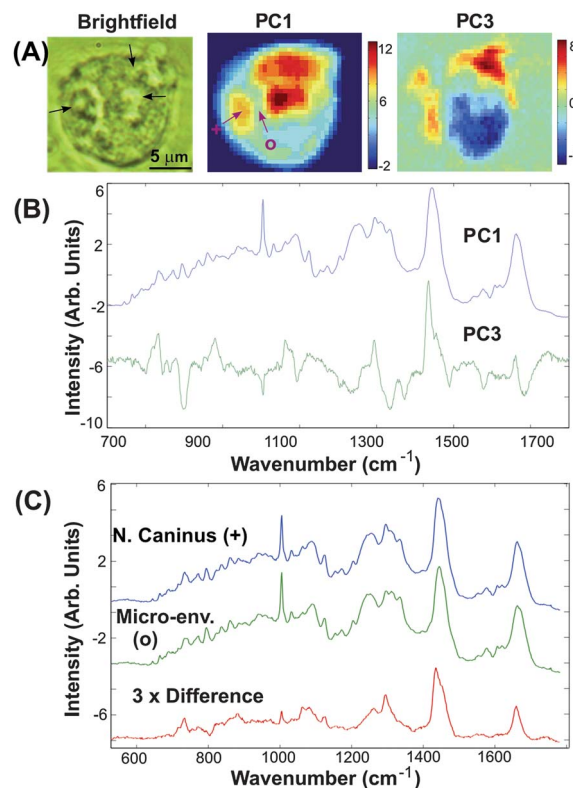 Brightfield PC1 PC3
(A)
5 μm
+
o
12
-2
8
-6
(B)
6
2
-2
-6
-10
Intensity (Arb. Units)
PC1
PC3
700 900 1100 1300 1500 1700
Wavenumber (cm-1)
(C)
6
2
-2
-6
Intensity (Arb. Units)
N. Caninus (+)
Micro-env.
(o)
3 x Difference
600 800 1000 1200 1400 1600
Wavenumber (cm-1)